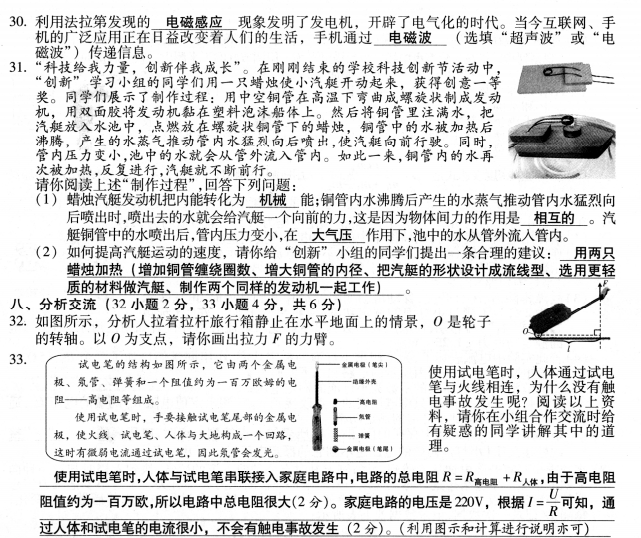 30. 利用法拉第发现的 电磁感应 现象发明了发电机，开辟了电气化的时代。当今互联网、手
机的广泛应用正在日益改变着人们的生活，手机通过 电磁波 （选填“超声波”或“电
磁波”）传递信息。
31. “科技给我力量，创新伴我成长”。在刚刚结束的学校科技创新节活动中，
“创新”学习小组的同学们用一只蜡烛使小汽艇开动起来，获得创意一等
奖。同学们展示了制作过程：用中空铜管在高温下弯曲成螺旋状制成发动
机，用双面胶将发动机黏在塑料泡沫船体上。然后将铜管里注满水，把
汽艇放入水池中，点燃放在螺旋状铜管下的蜡烛，铜管中的水被加热后
沸腾，产生的水蒸气推动管内水猛烈向后喷出，使汽艇向前行驶。同时，
管内压力变小，池中的水就会从管外流入管内。如此一来，铜管内的水再
次被加热，反复进行，汽艇就不断前行。
请你阅读上述“制作过程”，回答下列问题：
（1） 蜡烛汽艇发动机把内能转化为 机械 能；铜管内水沸腾后产生的水蒸气推动管内水猛烈向
后喷出时，喷出去的水就会给汽艇一个向前的力，这是因为物体间力的作用是 相互的 。汽
艇铜管中的水喷出后，管内压力变小，在 大气压 作用下，池中的水从管外流入管内。
（2） 如何提高汽艇运动的速度，请你给“创新”小组的同学们提出一条合理的建议： 用两只
蜡烛加热（增加铜管缠绕圈数、增大铜管的内径、把汽艇的形状设计成流线型、选用更轻
质的材料做汽艇、制作两个同样的发动机一起工作） 。
八、分析交流（32 小题 2 分，33 小题 4 分，共 6 分）
32. 如图所示，分析人拉着拉杆旅行箱静止在水平地面上的情景，O 是轮子
的转轴。以 O 为支点，请你画出拉力 F 的力臂。
F
O
l
33.
试电笔的结构如图所示，它由两个金属电
极、氖管、弹簧和一个阻值约为一百万欧姆的电
阻——高电阻等组成。
使用试电笔时，手要接触试电笔尾部的金属电
极，使火线、试电笔、人体与大地构成一个回路，
这时有微弱电流通过试电笔，因此氖管会发光。
金属电极（笔尖）
绝缘外壳
高电阻
氖管
弹簧
金属电极（笔尾）
使用试电笔时，人体通过试电
笔与火线相连，为什么没有触
电事故发生呢？阅读以上资
料，请你在小组合作交流时给
有疑惑的同学讲解其中的道
理。
使用试电笔时，人体与试电笔串联接入家庭电路中，电路的总电阻 R＝R高电阻 ＋R人体，由于高电阻
阻值约为一百万欧，所以电路中总电阻很大（2 分）。家庭电路的电压是 220V，根据 I＝U/R可知，通
过人体和试电笔的电流很小，不会有触电事故发生（2 分）。（利用图示和计算进行说明亦可）